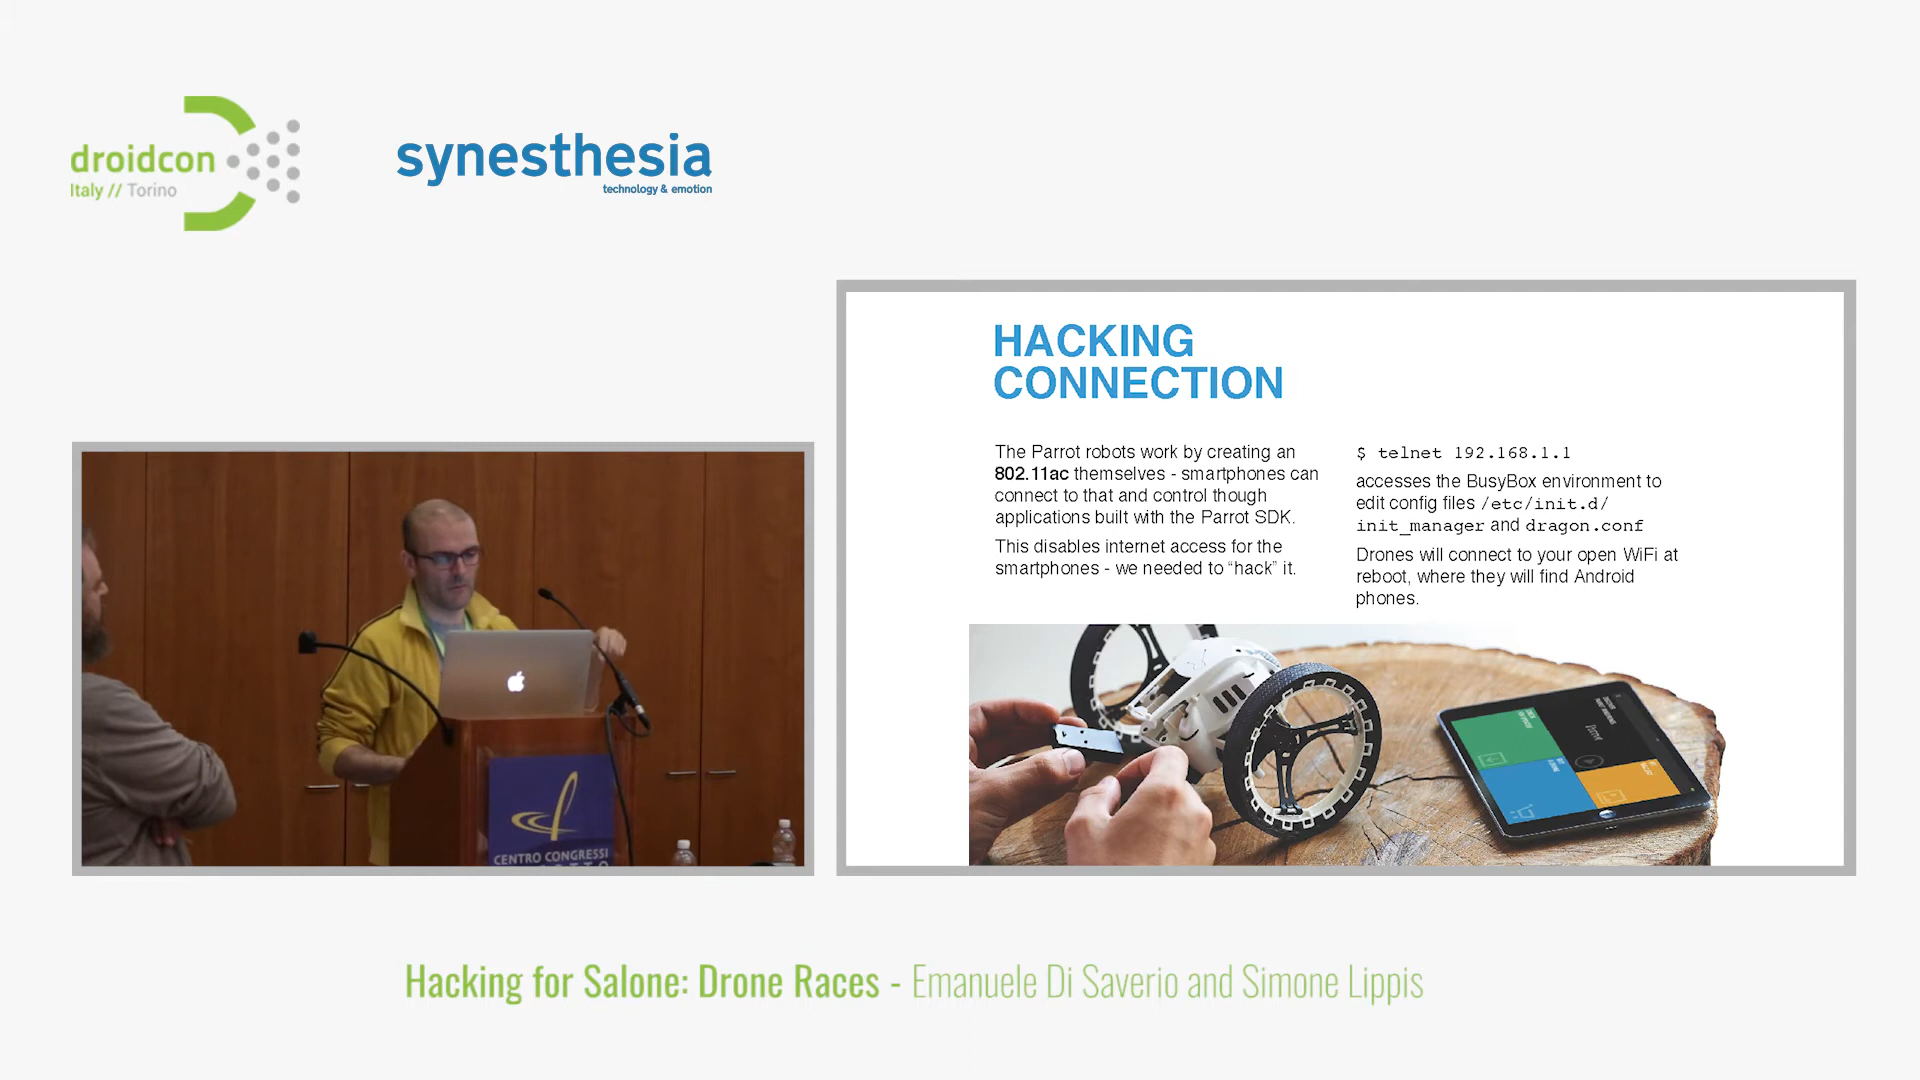 droidcon
Italy // Torino
synesthesia
technology & emotion
HACKING
CONNECTION
The Parrot robots work by creating an
802.11ac themselves - smartphones can
connect to that and control though
applications built with the Parrot SDK.
This disables internet access for the
smartphones - we needed to “hack” it.
$ telnet 192.168.1.1
accesses the BusyBox environment to
edit config files /etc/init.d/
init_manager and dragon.conf
Drones will connect to your open WiFi at
reboot, where they will find Android
phones.
CENTRO CONGRESSI
Hacking for Salone: Drone Races - Emanuele Di Saverio and Simone Lippis